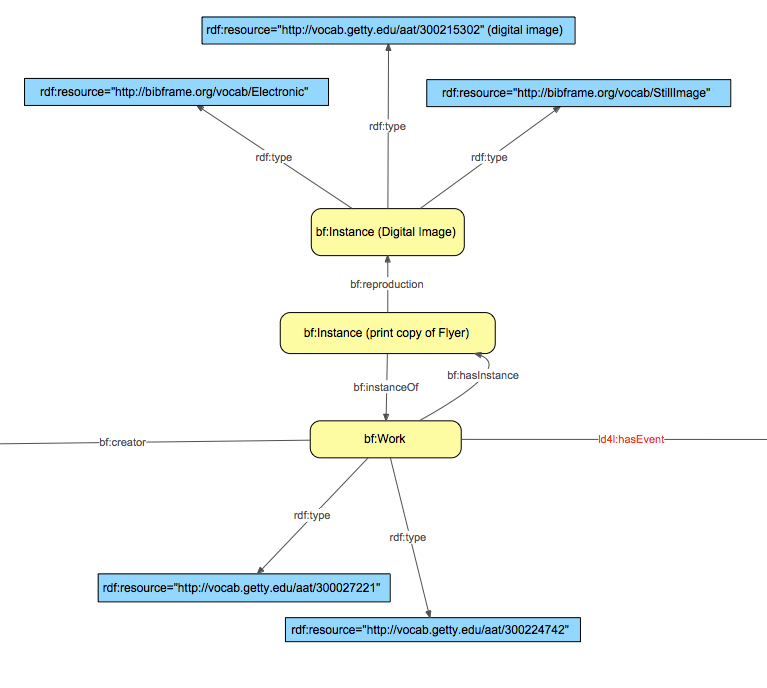 rdf:resource="http://vocab.getty.edu/aat/300215302" (digital image)
rdf:resource="http://bibframe.org/vocab/Electronic"
rdf:resource="http://bibframe.org/vocab/StillImage"
rdf:type
rdf:type
rdf:type
bf:Instance (Digital Image)
bf:reproduction
bf:Instance (print copy of Flyer)
bf:hasInstance
bf:instanceOf
bf:Work
bf:creator
ld4l:hasEvent
rdf:type
rdf:type
rdf:resource="http://vocab.getty.edu/aat/300027221"
rdf:resource="http://vocab.getty.edu/aat/300224742"